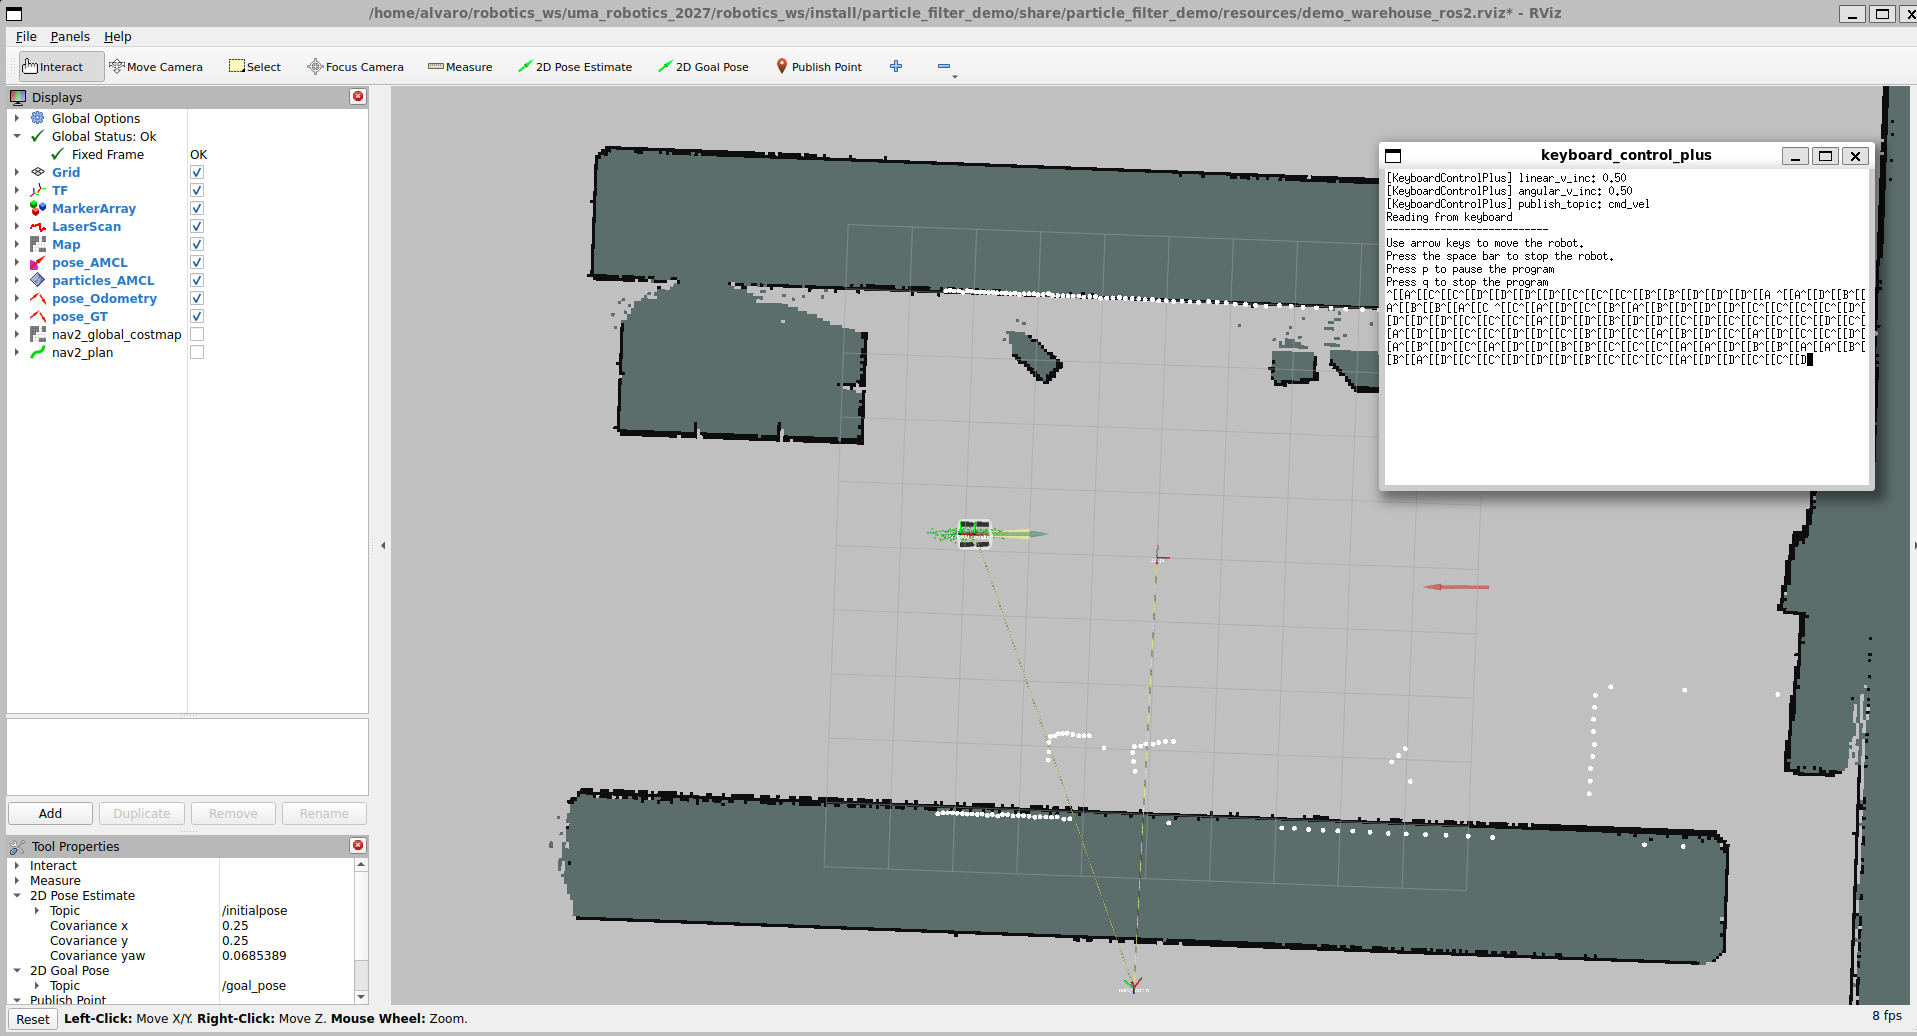 /home/alvaro/robotics_ws/uma_robotics_2027/robotics_ws/install/particle_filter_demo/share/particle_filter_demo/resources/demo_warehouse_ros2.rviz* - RViz
File Panels Help
Interact Move Camera Select Focus Camera Measure 2D Pose Estimate 2D Goal Pose Publish Point
Displays
Global Options
Global Status: Ok
Fixed Frame OK
Grid
TF
MarkerArray
LaserScan
Map
pose_AMCL
particles_AMCL
pose_Odometry
pose_GT
nav2_global_costmap
nav2_plan
Add Duplicate Remove Rename
Tool Properties
Interact
Measure
2D Pose Estimate
Topic /initialpose
Covariance x 0.25
Covariance y 0.25
Covariance yaw 0.0685389
2D Goal Pose
Topic /goal_pose
Publish Point
Reset Left-Click: Move X/Y. Right-Click: Move Z. Mouse Wheel: Zoom. 8 fps
keyboard_control_plus
[KeyboardControlPlus] linear_v_inc: 0.50
[KeyboardControlPlus] angular_v_inc: 0.50
[KeyboardControlPlus] publish_topic: cmd_vel
Reading from keyboard
---------------------------
Use arrow keys to move the robot.
Press the space bar to stop the robot.
Press p to pause the program
Press q to stop the program